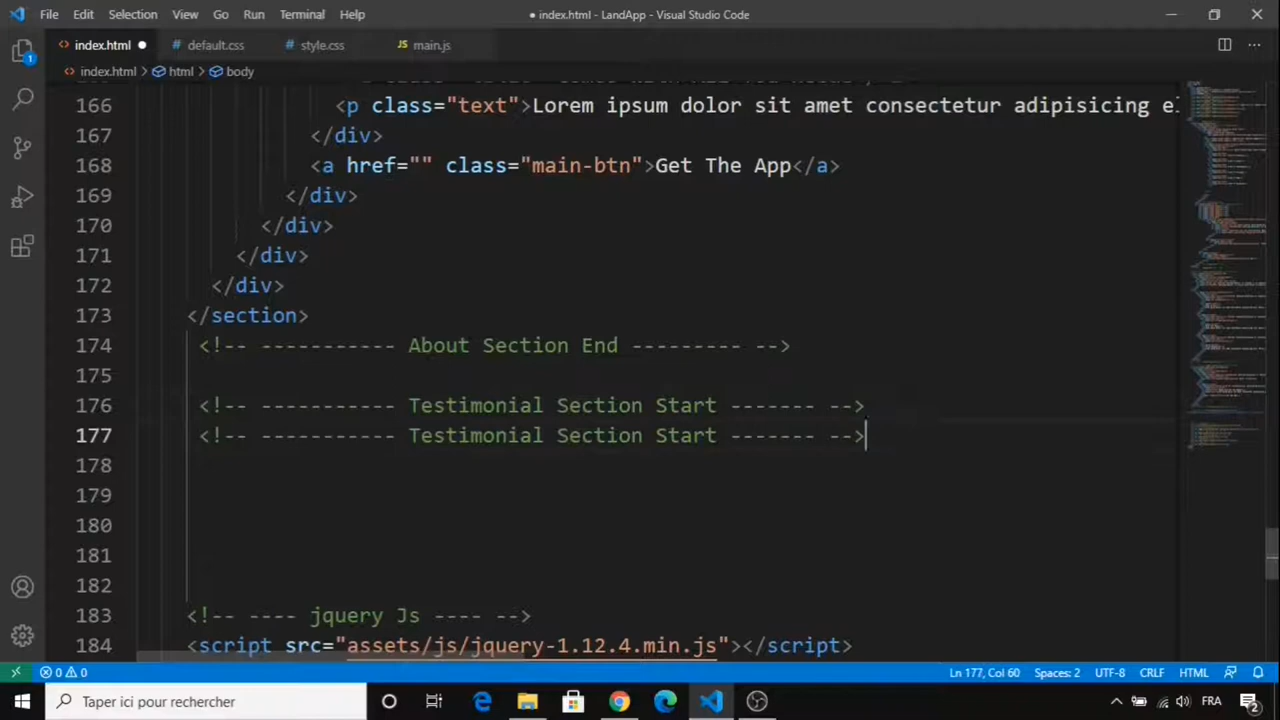 File Edit Selection View Go Run Terminal Help ● index.html - LandApp - Visual Studio Code
index.html ● # default.css # style.css JS main.js
index.html > html > body
166 <p class="text">Lorem ipsum dolor sit amet consectetur adipisicing el
167 </div>
168 <a href="" class="main-btn">Get The App</a>
169 </div>
170 </div>
171 </div>
172 </div>
173 </section>
174 <!-- ----------- About Section End --------- -->
175
176 <!-- ----------- Testimonial Section Start ------- -->
177 <!-- ----------- Testimonial Section Start ------- -->
178
179
180
181
182
183 <!-- ---- jquery Js ---- -->
184 <script src="assets/js/jquery-1.12.4.min.js"></script>
0 0 Ln 177, Col 60 Spaces: 2 UTF-8 CRLF HTML
Taper ici pour rechercher FRA 2